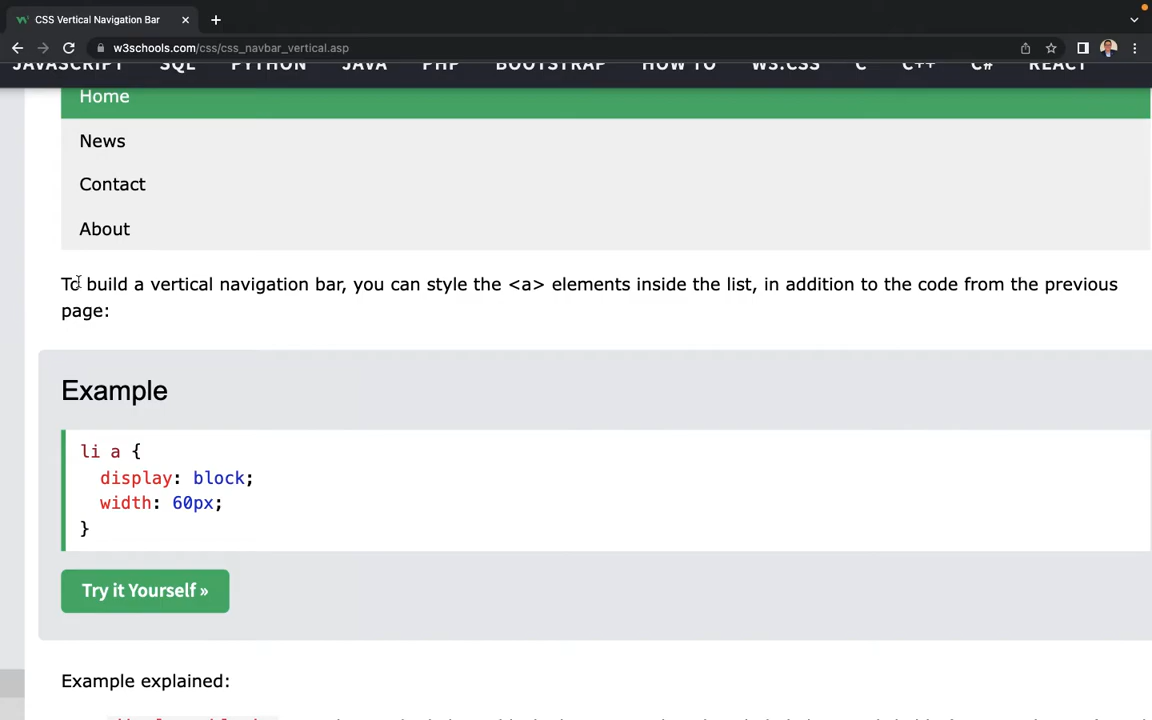 CSS Vertical Navigation Bar
w3schools.com/css/css_navbar_vertical.asp
JAVASCRIPT SQL PYTHON JAVA PHP BOOTSTRAP HOW TO W3.CSS C C++ C# REACT
Home
News
Contact
About
To build a vertical navigation bar, you can style the <a> elements inside the list, in addition to the code from the previous
page:
Example
li a {
display: block;
width: 60px;
}
Try it Yourself »
Example explained: